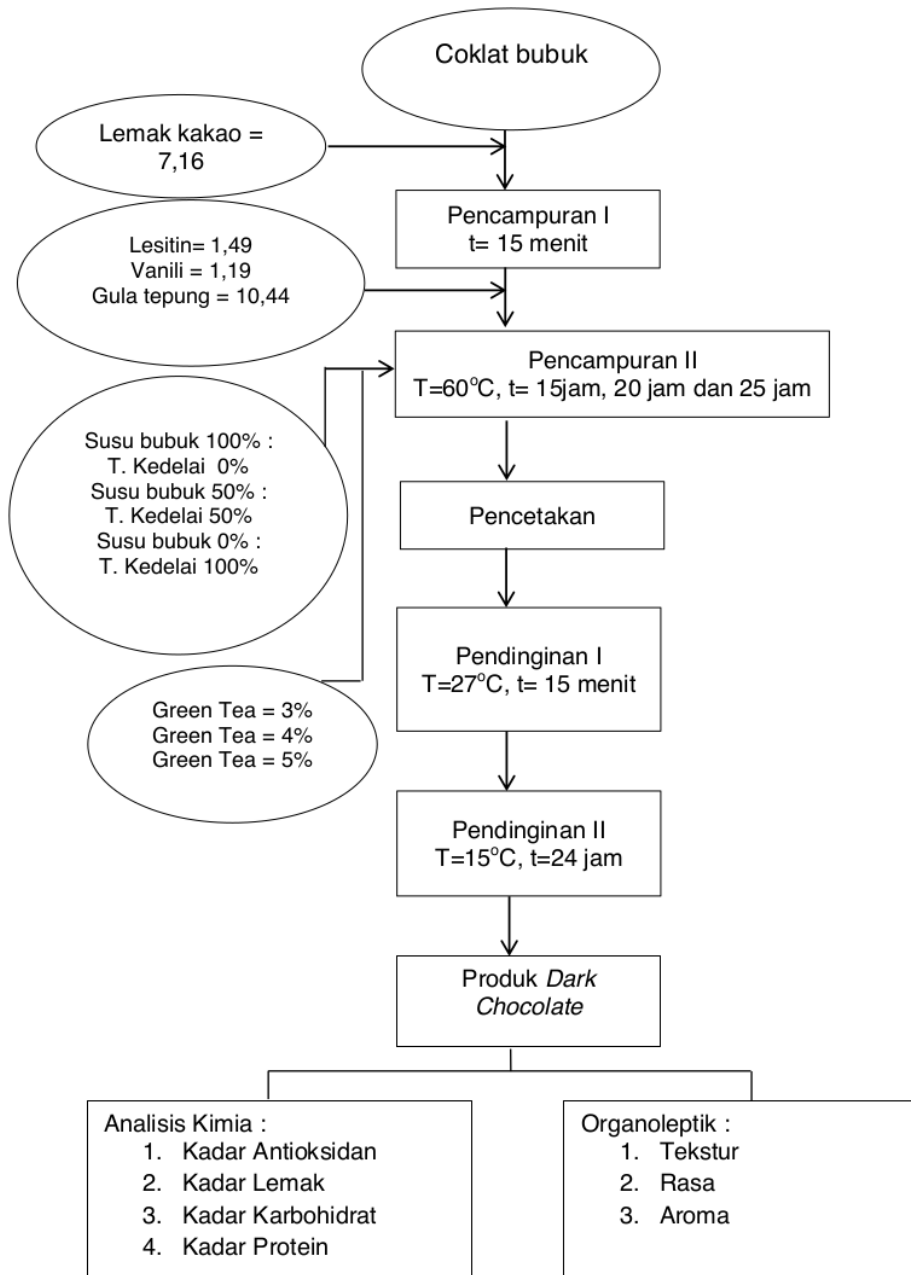 Coklat bubuk
Lemak kakao =
7,16
Pencampuran I
t= 15 menit
Lesitin= 1,49
Vanili = 1,19
Gula tepung = 10,44
Pencampuran II
T=60°C, t= 15jam, 20 jam dan 25 jam
Susu bubuk 100% :
T. Kedelai 0%
Susu bubuk 50% :
T. Kedelai 50%
Susu bubuk 0% :
T. Kedelai 100%
Pencetakan
Pendinginan I
T=27°C, t= 15 menit
Green Tea = 3%
Green Tea = 4%
Green Tea = 5%
Pendinginan II
T=15°C, t=24 jam
Produk Dark
Chocolate
Analisis Kimia :
1. Kadar Antioksidan
2. Kadar Lemak
3. Kadar Karbohidrat
4. Kadar Protein
Organoleptik :
1. Tekstur
2. Rasa
3. Aroma